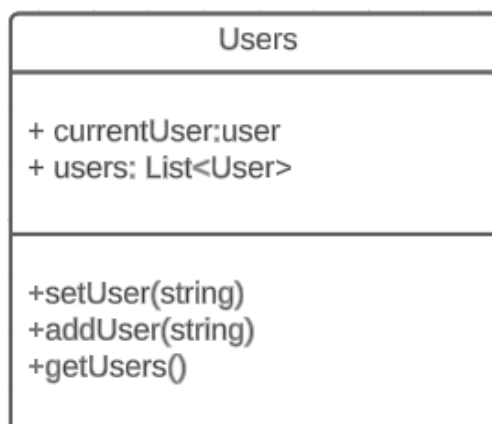 Users
+ currentUser:user
+ users: List<User>
+setUser(string)
+addUser(string)
+getUsers()